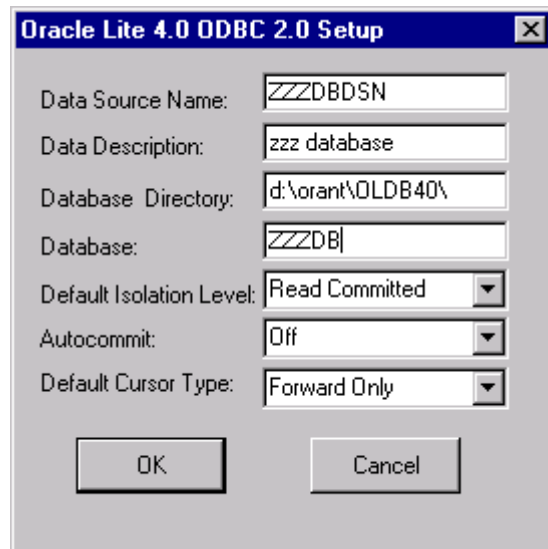 Oracle Lite 4.0 ODBC 2.0 Setup
Data Source Name: ZZZDBDSN
Data Description: zzz database
Database Directory: d:\orant\OLDB40\
Database: ZZZDB
Default Isolation Level: Read Committed
Autocommit: Off
Default Cursor Type: Forward Only
OK Cancel